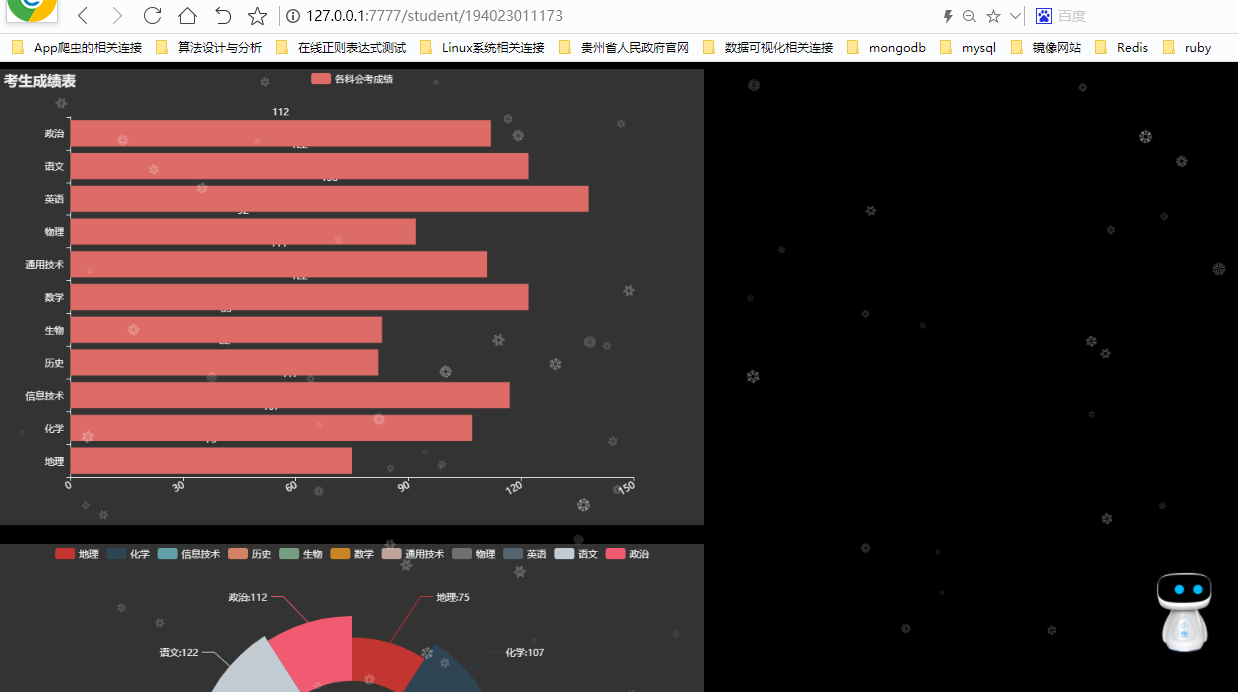 127.0.0.1:7777/student/194023011173
百度
App爬虫的相关连接 算法设计与分析 在线正则表达式测试 Linux系统相关连接 贵州省人民政府官网 数据可视化相关连接 mongodb mysql 镜像网站 Redis ruby
考生成绩表
各科会考成绩
112
政治
语文
英语
物理
通用技术
数学
生物
历史
信息技术
化学
地理
0 30 60 90 120 150
地理 化学 信息技术 历史 生物 数学 通用技术 物理 英语 语文 政治
政治:112
地理:75
语文:122
化学:107
小悦